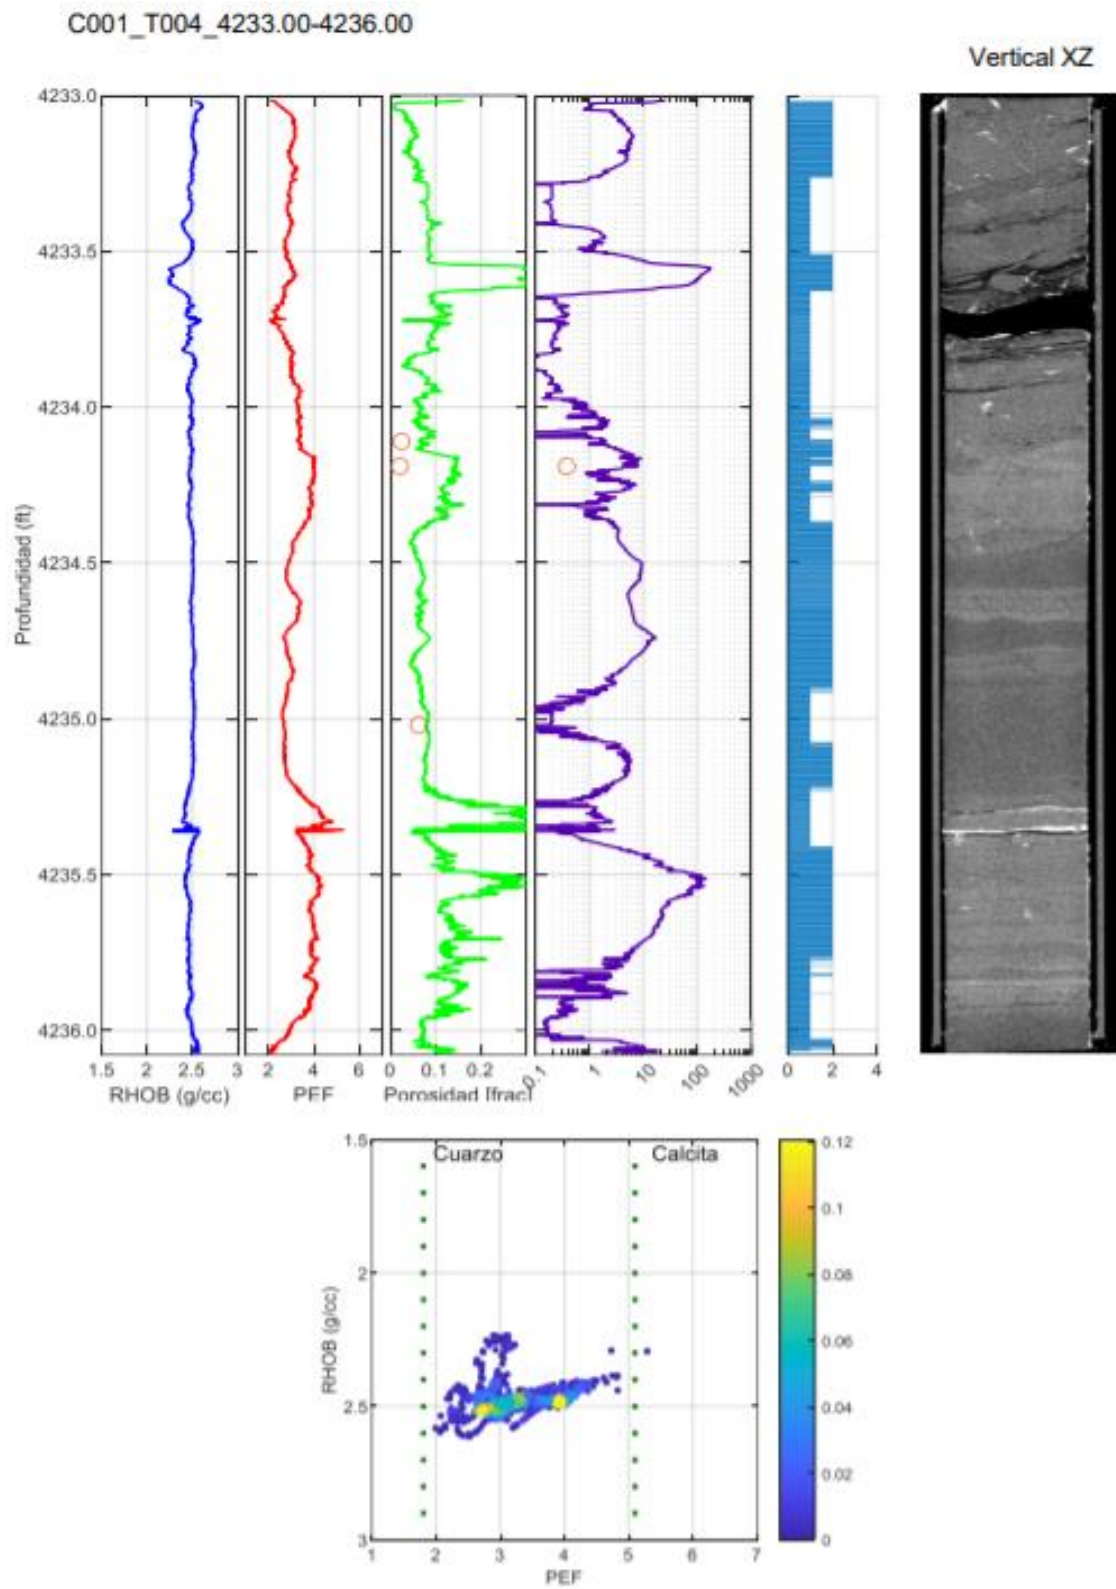 C001_T004_4233.00-4236.00
Vertical XZ
4233.0
4233.5
4234.0
4234.5
4235.0
4235.5
4236.0
Profundidad (ft)
1.5 2 2.5 3
RHOB (g/cc)
2 4 6
PEF
0 0.1 0.2
Porosidad [frac]
0.1 1 10 100 1000
0 2 4
Cuarzo Calcita
1.5
2
2.5
3
RHOB (g/cc)
1 2 3 4 5 6 7
PEF
0.12
0.1
0.08
0.06
0.04
0.02
0